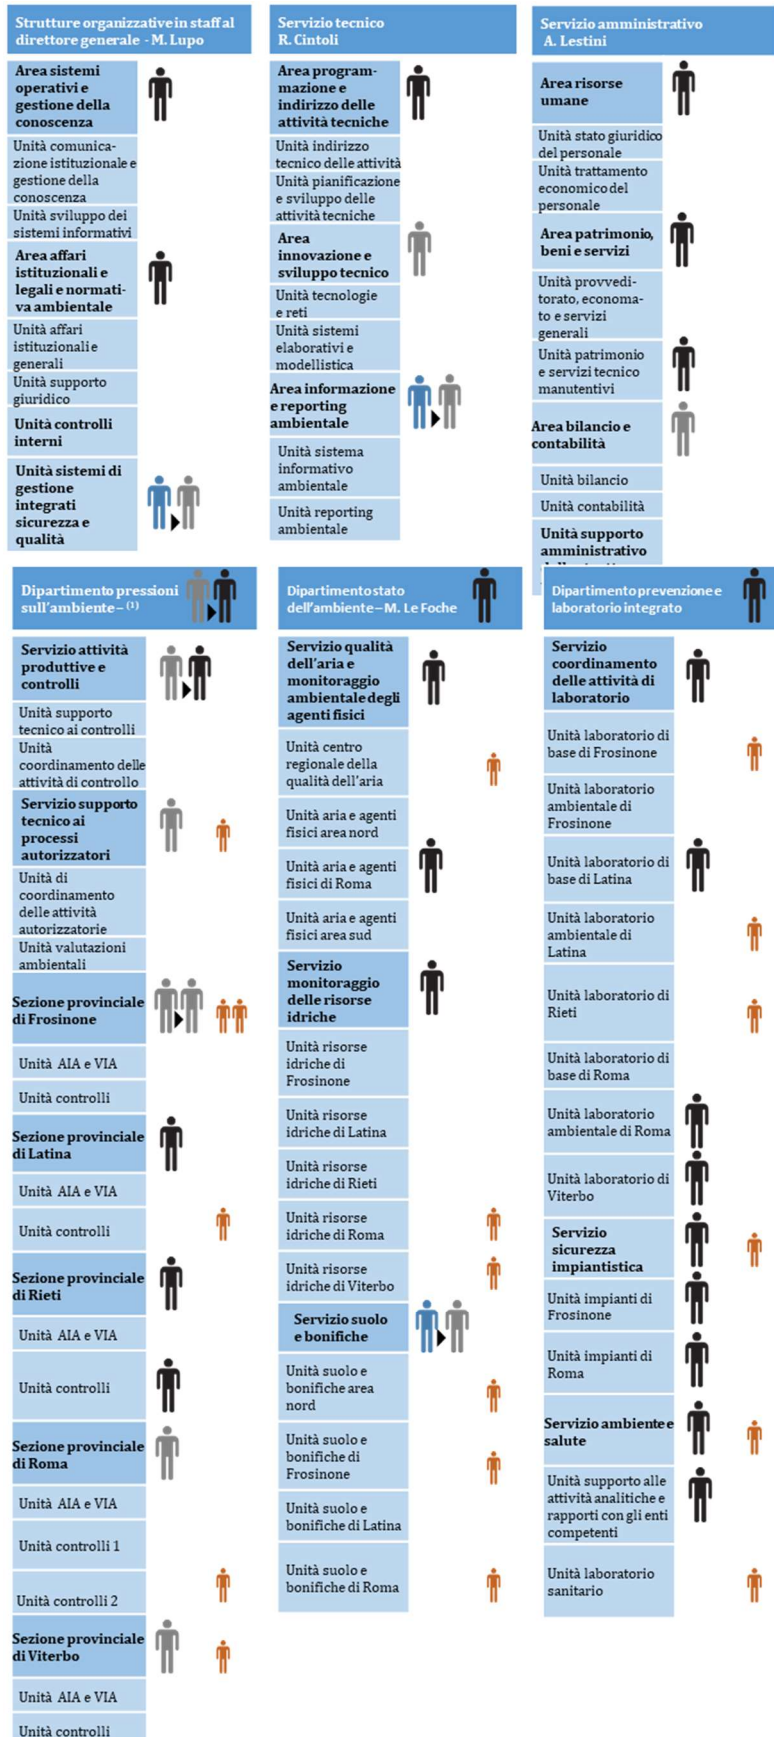 Strutture organizzative in staff al
direttore generale - M. Lupo
Area sistemi
operativi e
gestione della
conoscenza
Unità comunica-
zione istituzionale e
gestione della
conoscenza
Unità sviluppo dei
sistemi informativi
Area affari
istituzionali e
legali e normati-
va ambientale
Unità affari
istituzionali e
generali
Unità supporto
giuridico
Unità controlli
interni
Unità sistemi di
gestione
integrati
sicurezza e
qualità
Servizio tecnico
R. Cintoli
Area program-
mazione e
indirizzo delle
attività tecniche
Unità indirizzo
tecnico delle attività
Unità pianificazione
e sviluppo delle
attività tecniche
Area
innovazione e
sviluppo tecnico
Unità tecnologie
e reti
Unità sistemi
elaborativi e
modellistica
Area informazione
e reporting
ambientale
Unità sistema
informativo
ambientale
Unità reporting
ambientale
Servizio amministrativo
A. Lestini
Area risorse
umane
Unità stato giuridico
del personale
Unità trattamento
economico del
personale
Area patrimonio,
beni e servizi
Unità provvedi-
torato, economa-
to e servizi
generali
Unità patrimonio
e servizi tecnico
manutentivi
Area bilancio e
contabilità
Unità bilancio
Unità contabilità
Unità supporto
amministrativo
Dipartimento pressioni
sull'ambiente – (1)
Servizio attività
produttive e
controlli
Unità supporto
tecnico ai controlli
Unità
coordinamento delle
attività di controllo
Servizio supporto
tecnico ai
processi
autorizzatori
Unità di
coordinamento
delle attività
autorizzatorie
Unità valutazioni
ambientali
Sezione provinciale
di Frosinone
Unità AIA e VIA
Unità controlli
Sezione provinciale
di Latina
Unità AIA e VIA
Unità controlli
Sezione provinciale
di Rieti
Unità AIA e VIA
Unità controlli
Sezione provinciale
di Roma
Unità AIA e VIA
Unità controlli 1
Unità controlli 2
Sezione provinciale
di Viterbo
Unità AIA e VIA
Unità controlli
Dipartimento stato
dell'ambiente – M. Le Foche
Servizio qualità
dell'aria e
monitoraggio
ambientale degli
agenti fisici
Unità centro
regionale della
qualità dell'aria
Unità aria e agenti
fisici area nord
Unità aria e agenti
fisici di Roma
Unità aria e agenti
fisici area sud
Servizio
monitoraggio
delle risorse
idriche
Unità risorse
idriche di
Frosinone
Unità risorse
idriche di Latina
Unità risorse
idriche di Rieti
Unità risorse
idriche di Roma
Unità risorse
idriche di Viterbo
Servizio suolo
e bonifiche
Unità suolo e
bonifiche area
nord
Unità suolo e
bonifiche di
Frosinone
Unità suolo e
bonifiche di Latina
Unità suolo e
bonifiche di Roma
Dipartimento prevenzione e
laboratorio integrato
Servizio
coordinamento
delle attività di
laboratorio
Unità laboratorio di
base di Frosinone
Unità laboratorio
ambientale di
Frosinone
Unità laboratorio di
base di Latina
Unità laboratorio
ambientale di
Latina
Unità laboratorio di
Rieti
Unità laboratorio di
base di Roma
Unità laboratorio
ambientale di Roma
Unità laboratorio di
Viterbo
Servizio
sicurezza
impiantistica
Unità impianti di
Frosinone
Unità impianti di
Roma
Servizio ambiente e
salute
Unità supporto alle
attività analitiche e
rapporti con gli enti
competenti
Unità laboratorio
sanitario